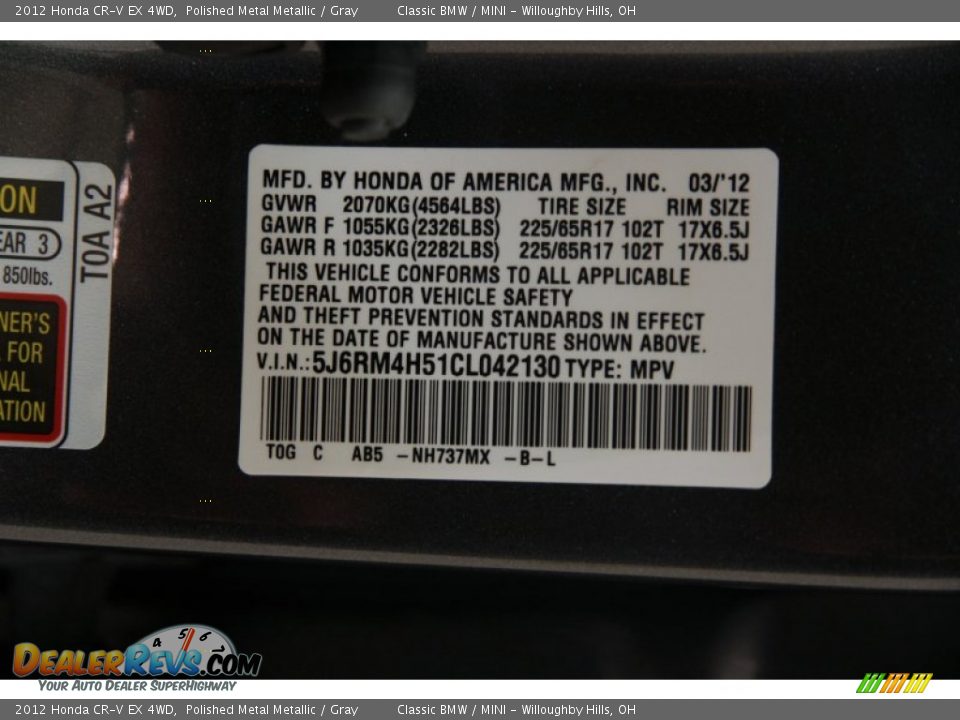 2012 Honda CR-V EX 4WD, Polished Metal Metallic / Gray Classic BMW / MINI - Willoughby Hills, OH
ON
EAR 3
850lbs.
NER'S
FOR
NAL
ATION
T0A A2
MFD. BY HONDA OF AMERICA MFG., INC. 03/'12
GVWR 2070KG(4564LBS) TIRE SIZE RIM SIZE
GAWR F 1055KG(2326LBS) 225/65R17 102T 17X6.5J
GAWR R 1035KG(2282LBS) 225/65R17 102T 17X6.5J
THIS VEHICLE CONFORMS TO ALL APPLICABLE
FEDERAL MOTOR VEHICLE SAFETY
AND THEFT PREVENTION STANDARDS IN EFFECT
ON THE DATE OF MANUFACTURE SHOWN ABOVE.
V.I.N.:5J6RM4H51CL042130 TYPE: MPV
T0G C AB5 -NH737MX -B-L
4 5 6
DealerRevs.com
Your Auto Dealer SuperHighway
2012 Honda CR-V EX 4WD, Polished Metal Metallic / Gray Classic BMW / MINI - Willoughby Hills, OH